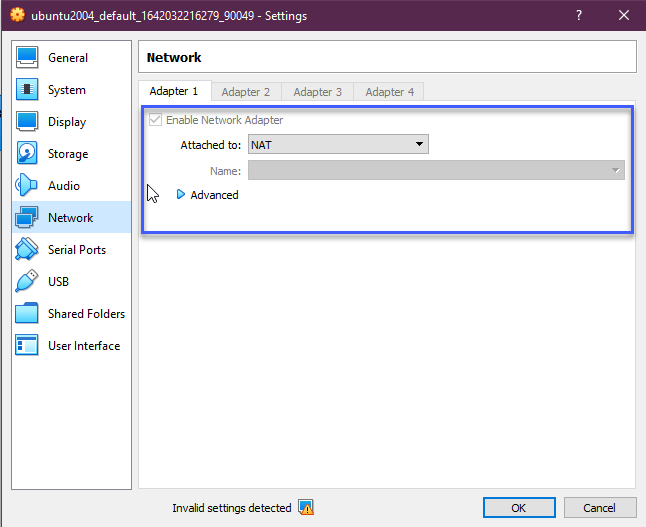 ubuntu2004_default_1642032216279_90049 - Settings
?
General
System
Display
Storage
Audio
Network
Serial Ports
USB
Shared Folders
User Interface
Network
Adapter 1 Adapter 2 Adapter 3 Adapter 4
Enable Network Adapter
Attached to: NAT
Name:
Advanced
Invalid settings detected OK Cancel